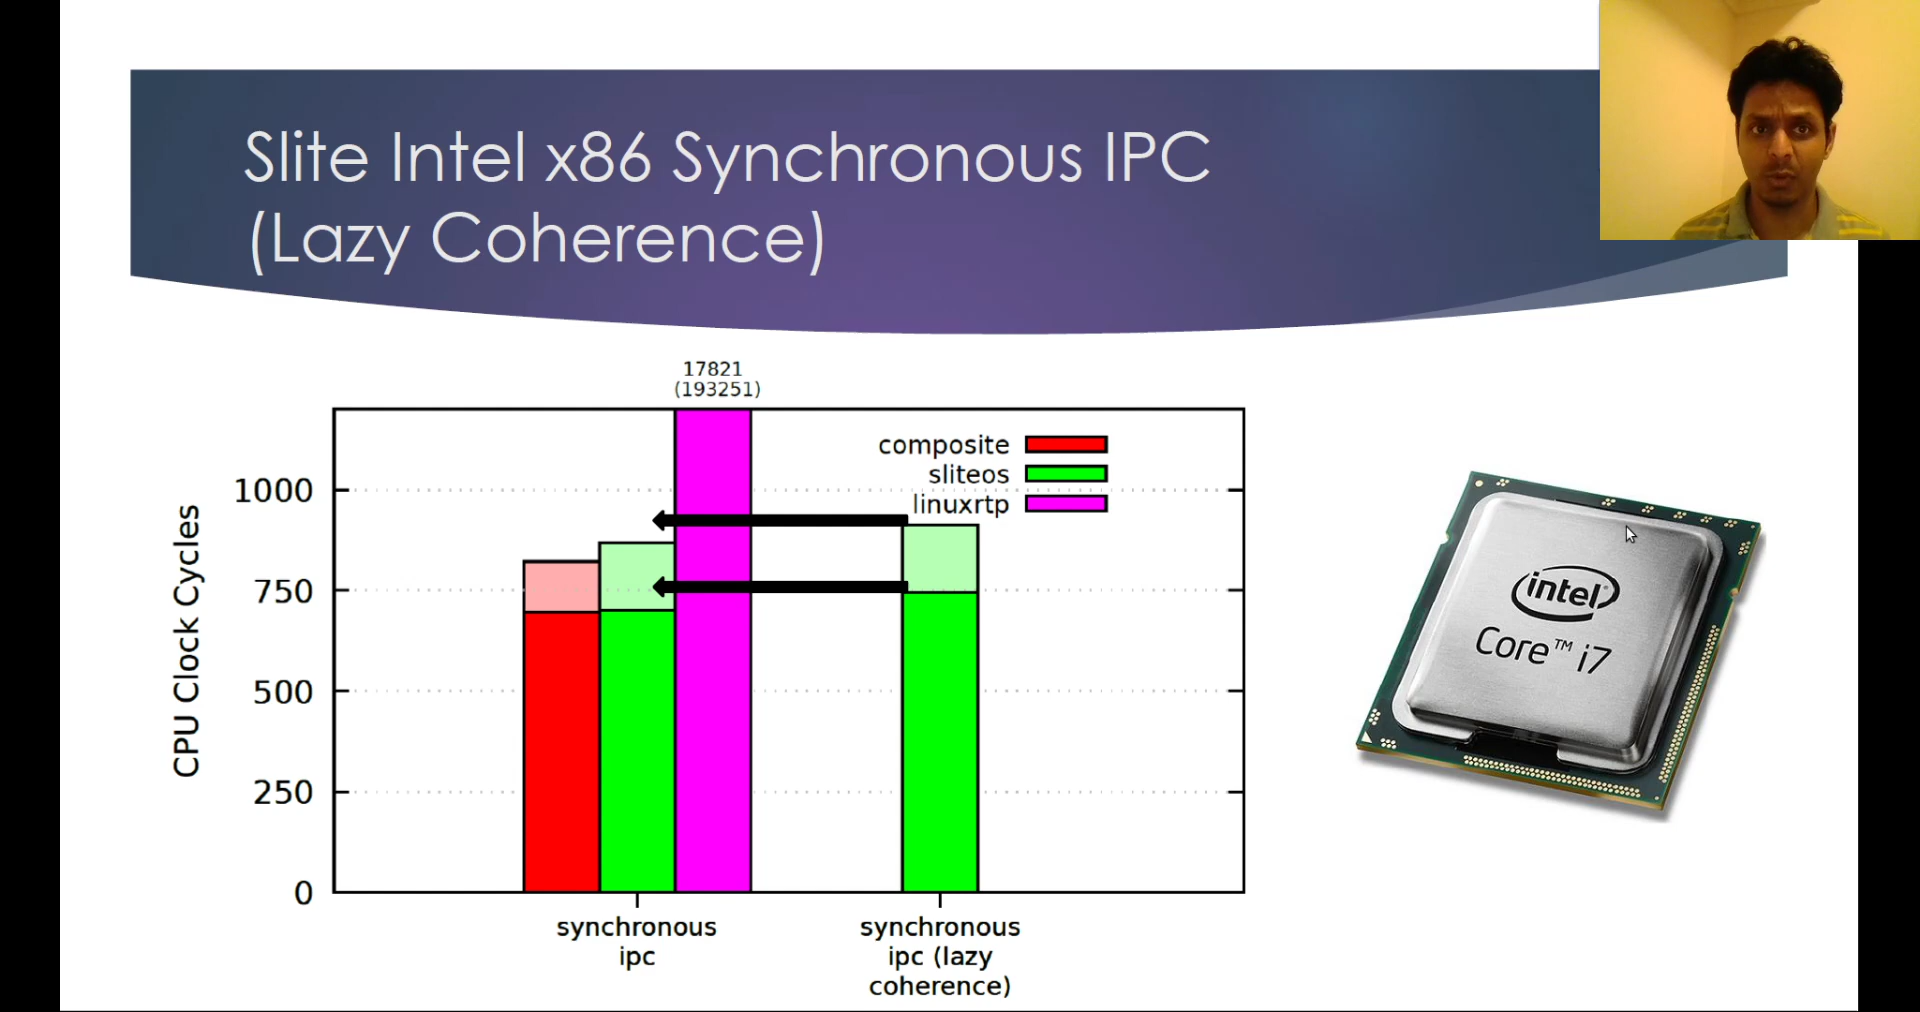 Slite Intel x86 Synchronous IPC
(Lazy Coherence)
17821
(193251)
composite
sliteos
linuxrtp
CPU Clock Cycles
1000
750
500
250
0
synchronous
ipc
synchronous
ipc (lazy
coherence)
intel
Core™ i7